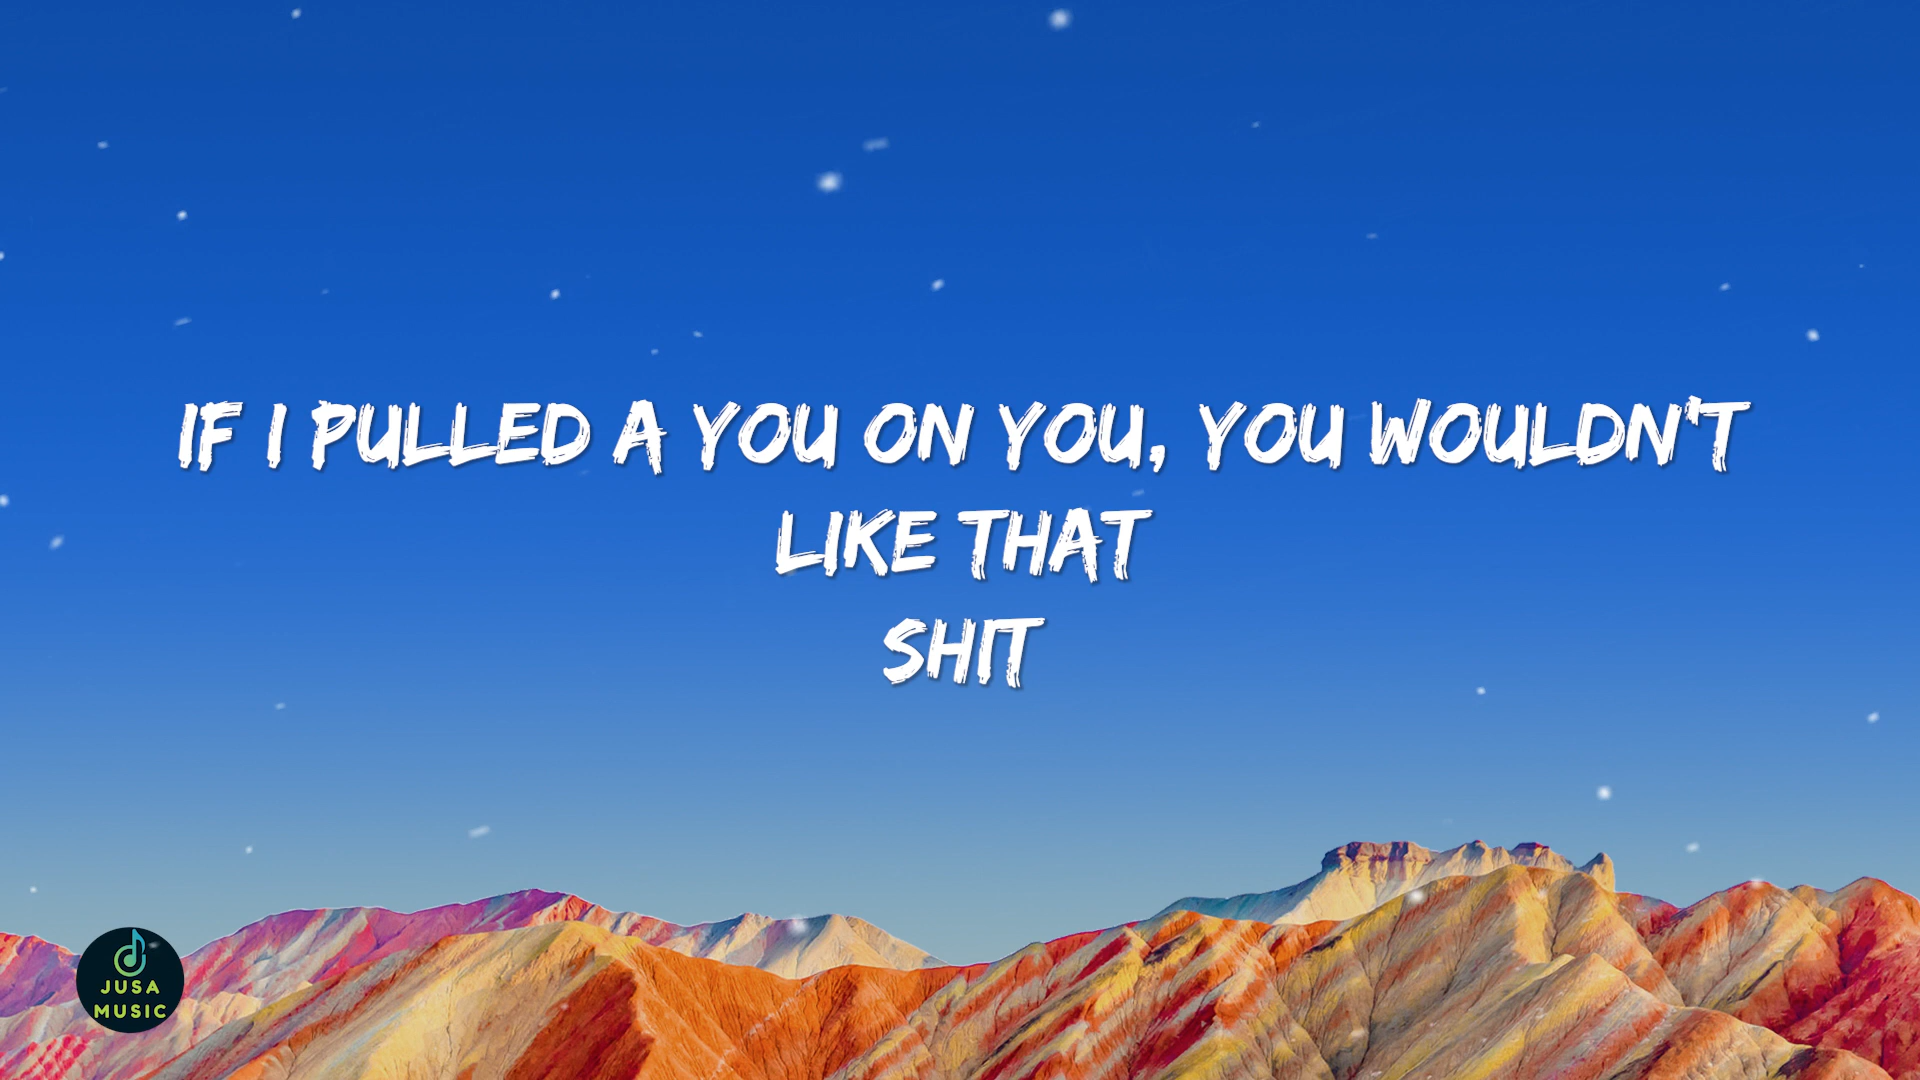 IF I PULLED A YOU ON YOU, YOU WOULDN'T
LIKE THAT
SHIT
JUSA
MUSIC